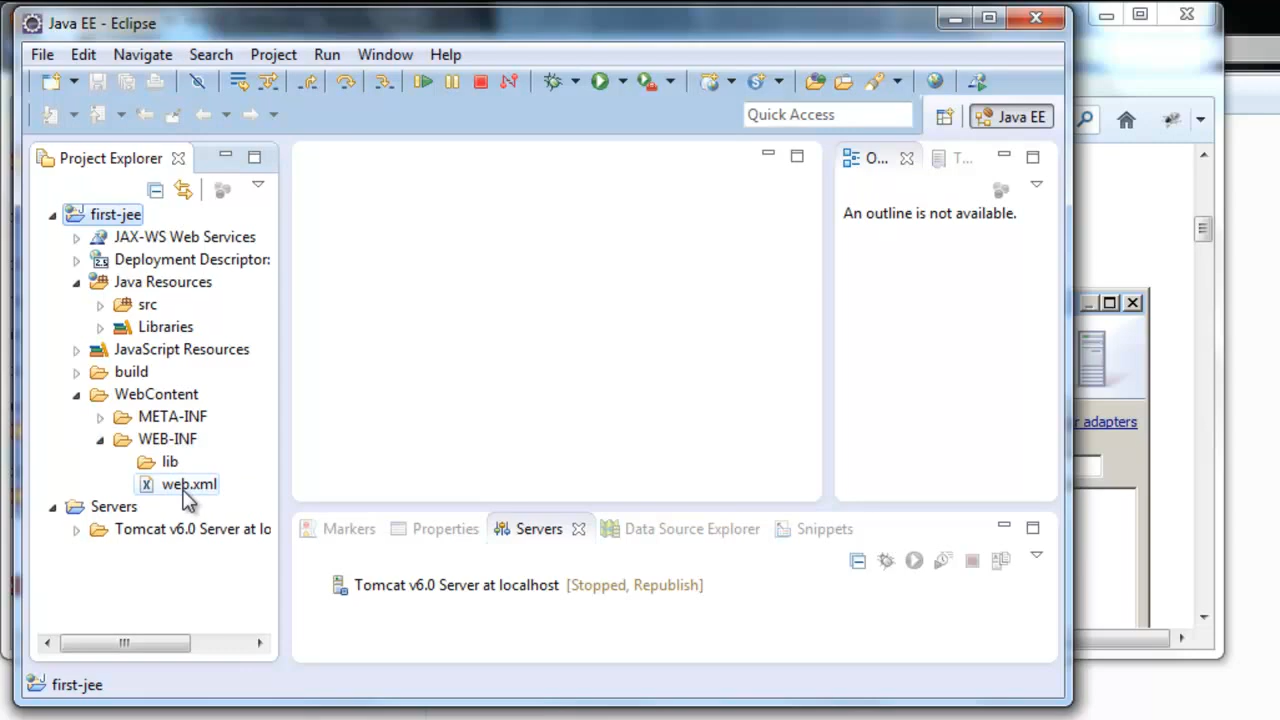 Java EE - Eclipse
File Edit Navigate Search Project Run Window Help
Quick Access
Java EE
Project Explorer
first-jee
JAX-WS Web Services
Deployment Descriptor:
Java Resources
src
Libraries
JavaScript Resources
build
WebContent
META-INF
WEB-INF
lib
web.xml
Servers
Tomcat v6.0 Server at lo
O... T...
An outline is not available.
Markers Properties Servers Data Source Explorer Snippets
Tomcat v6.0 Server at localhost [Stopped, Republish]
first-jee
r adapters